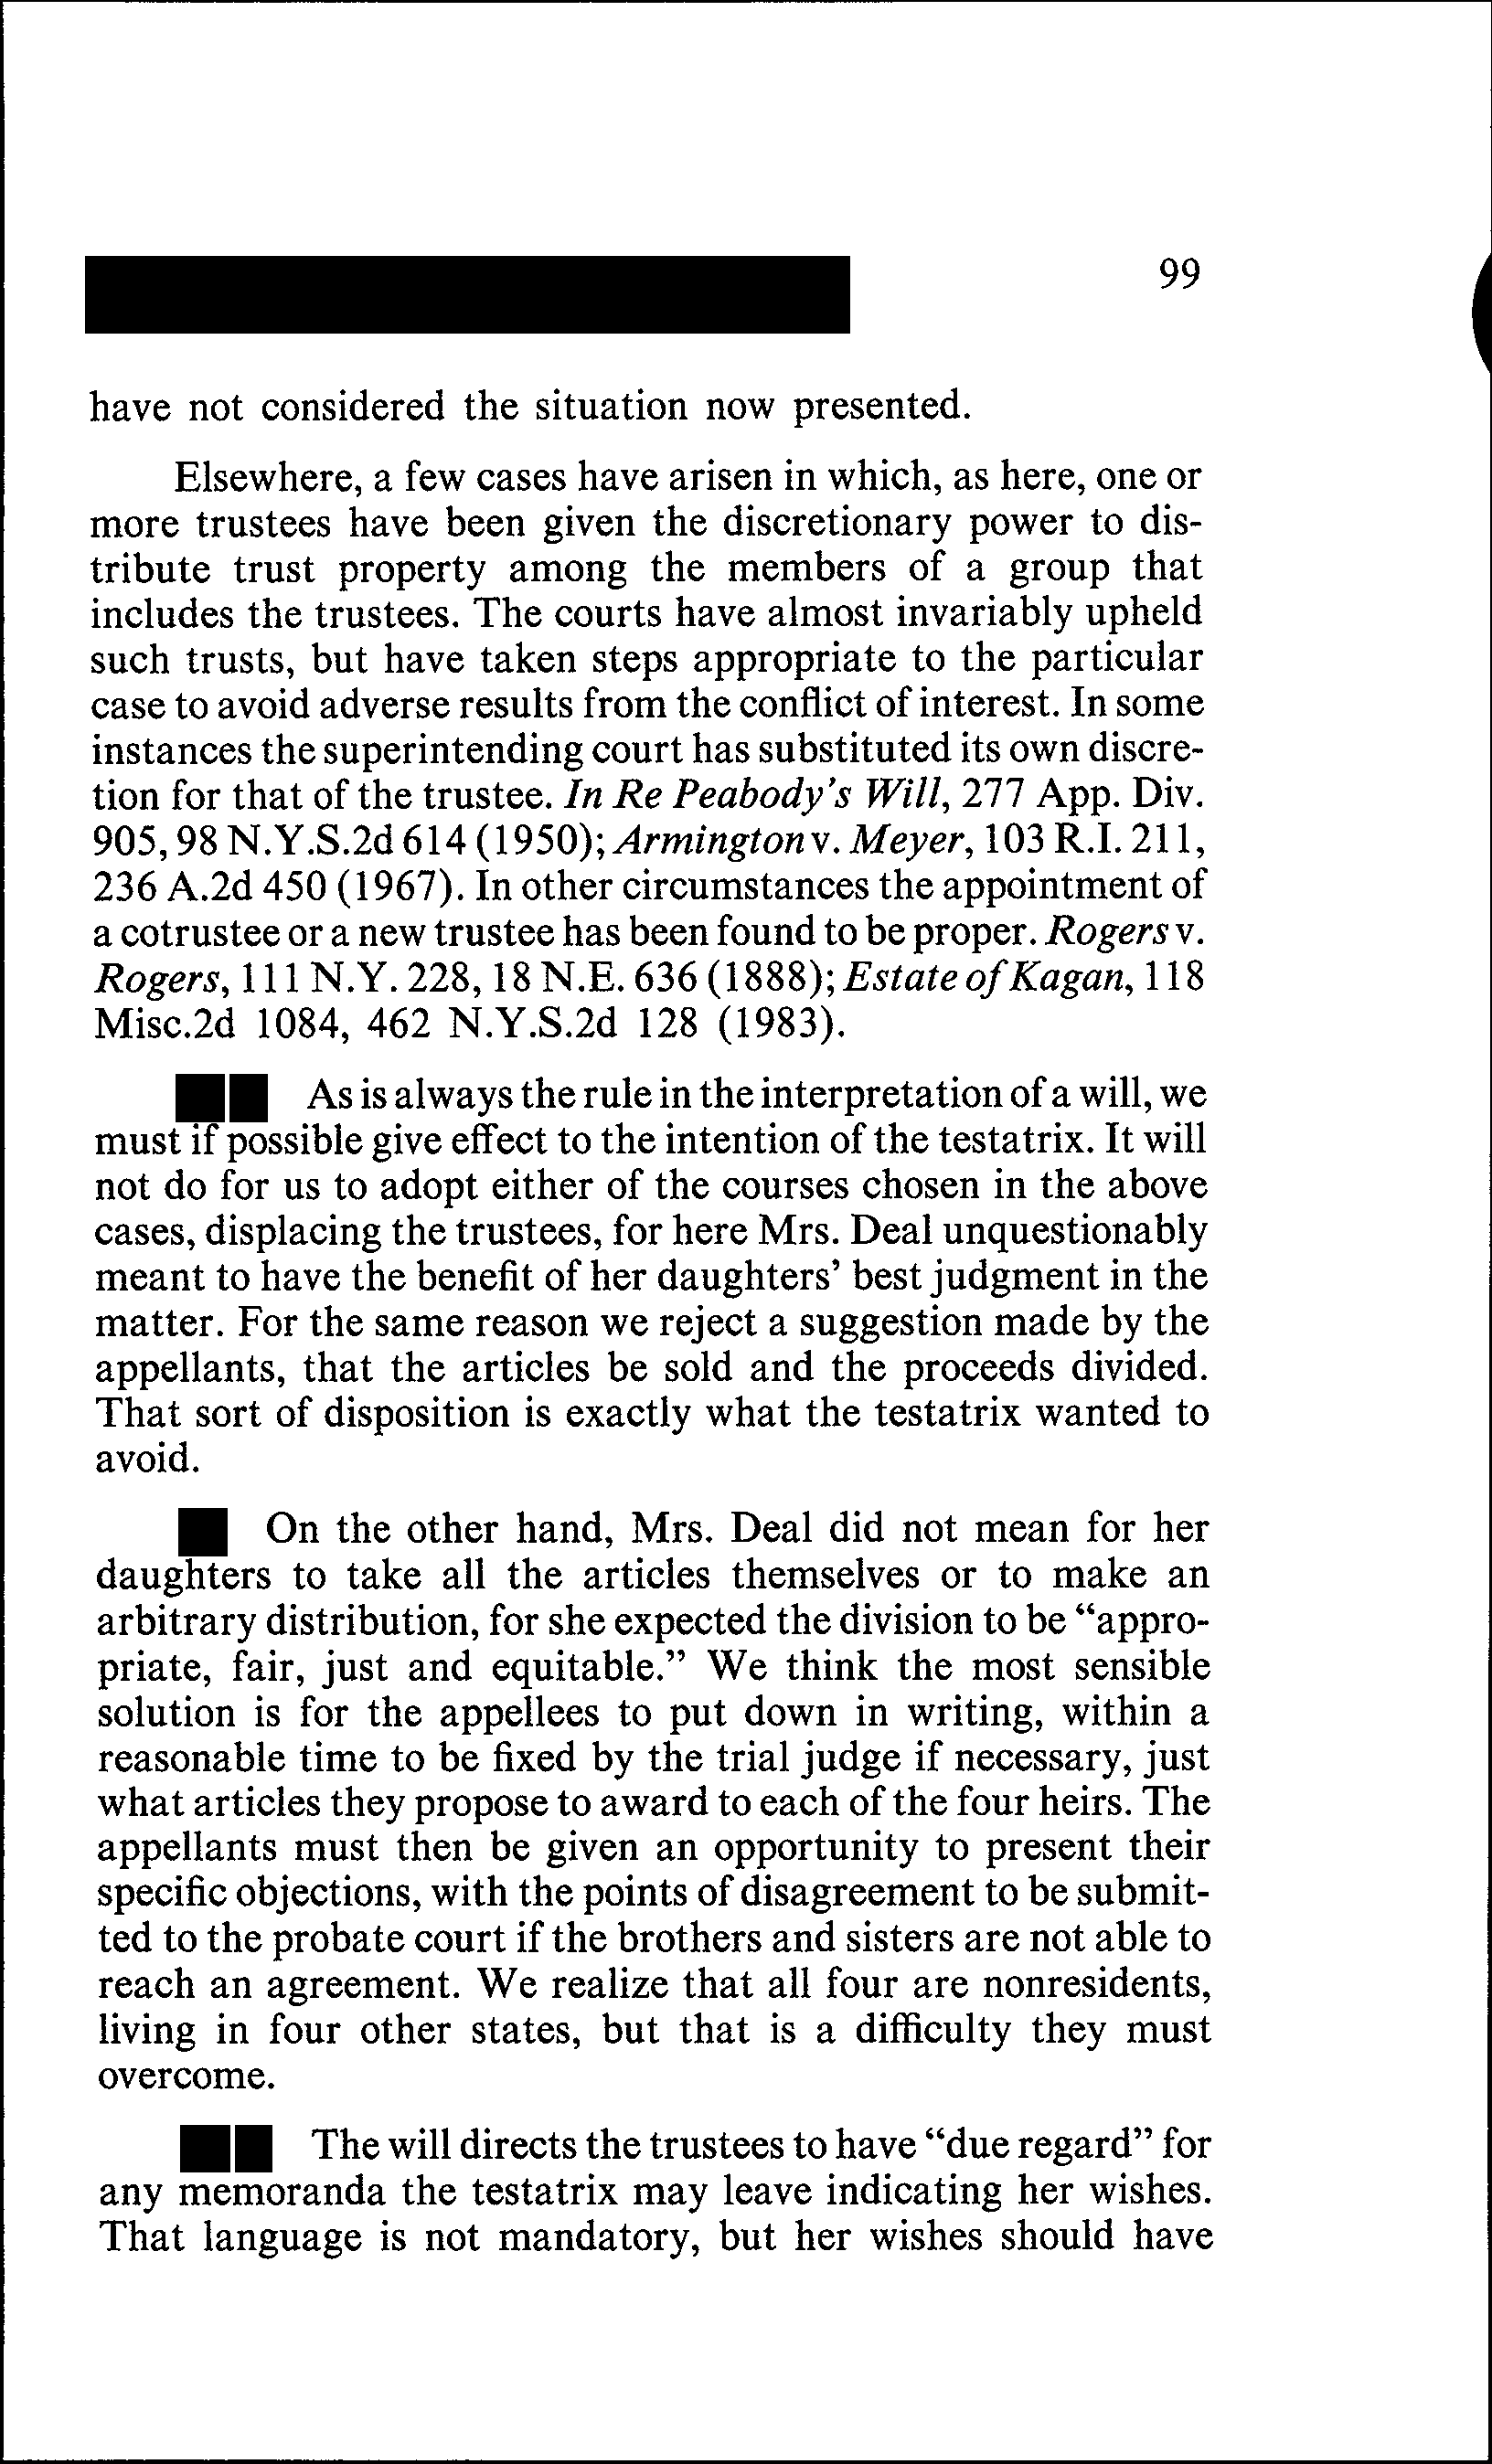 99
have not considered the situation now presented.
Elsewhere, a few cases have arisen in which, as here, one or
more trustees have been given the discretionary power to dis-
tribute trust property among the members of a group that
includes the trustees. The courts have almost invariably upheld
such trusts, but have taken steps appropriate to the particular
case to avoid adverse results from the conflict of interest. In some
instances the superintending court has substituted its own discre-
tion for that of the trustee. In Re Peabody's Will, 277 App. Div.
905, 98 N.Y.S.2d 614 (1950); Armington v. Meyer, 103 R.I. 211,
236 A.2d 450 (1967). In other circumstances the appointment of
a cotrustee or a new trustee has been found to be proper. Rogers v.
Rogers, 111 N.Y. 228, 18 N.E. 636 (1888); Estate of Kagan, 118
Misc.2d 1084, 462 N.Y.S.2d 128 (1983).
As is always the rule in the interpretation of a will, we
must if possible give effect to the intention of the testatrix. It will
not do for us to adopt either of the courses chosen in the above
cases, displacing the trustees, for here Mrs. Deal unquestionably
meant to have the benefit of her daughters' best judgment in the
matter. For the same reason we reject a suggestion made by the
appellants, that the articles be sold and the proceeds divided.
That sort of disposition is exactly what the testatrix wanted to
avoid.
On the other hand, Mrs. Deal did not mean for her
daughters to take all the articles themselves or to make an
arbitrary distribution, for she expected the division to be "appro-
priate, fair, just and equitable." We think the most sensible
solution is for the appellees to put down in writing, within a
reasonable time to be fixed by the trial judge if necessary, just
what articles they propose to award to each of the four heirs. The
appellants must then be given an opportunity to present their
specific objections, with the points of disagreement to be submit-
ted to the probate court if the brothers and sisters are not able to
reach an agreement. We realize that all four are nonresidents,
living in four other states, but that is a difficulty they must
overcome.
The will directs the trustees to have "due regard" for
any memoranda the testatrix may leave indicating her wishes.
That language is not mandatory, but her wishes should have